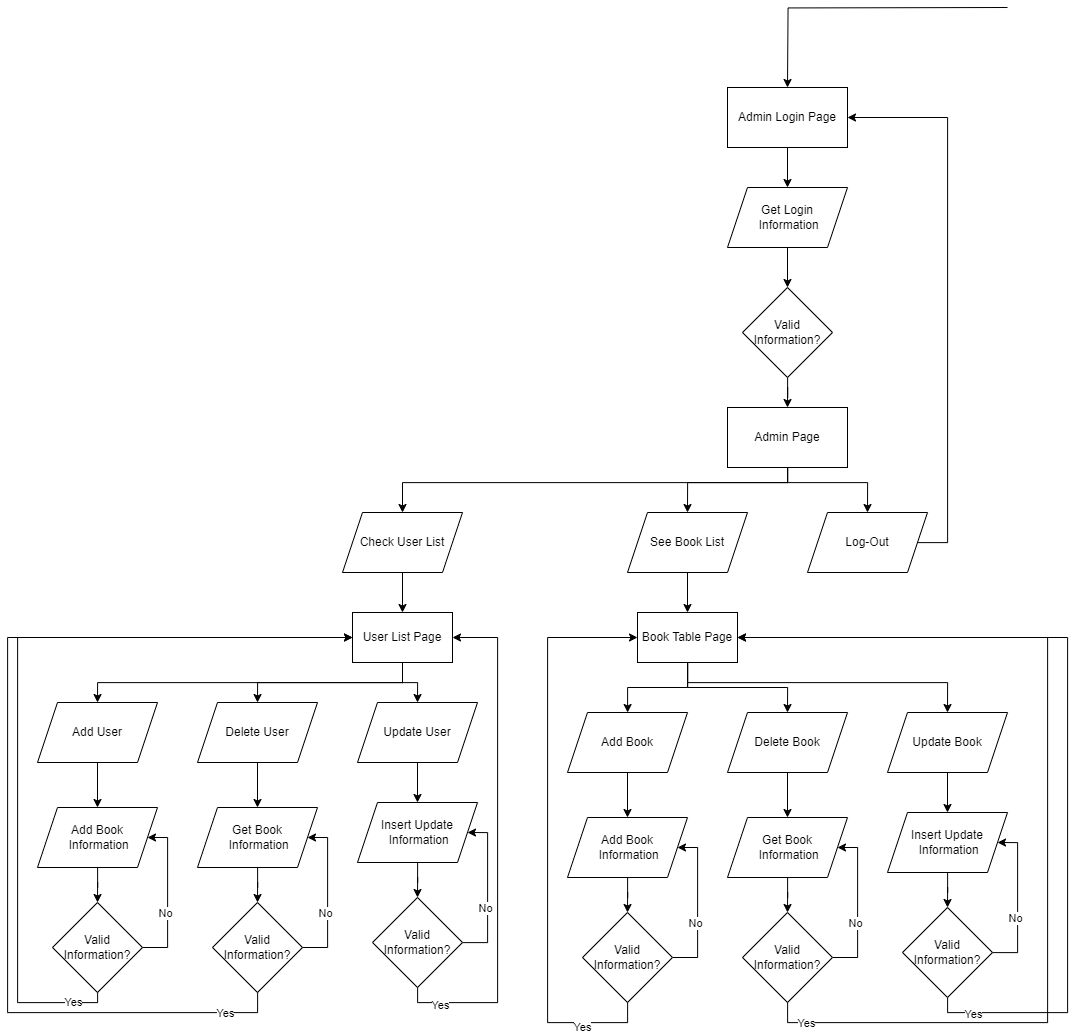 Admin Login Page
Get Login
Information
Valid
Information?
Admin Page
Check User List
See Book List
Log-Out
User List Page
Book Table Page
Add User
Delete User
Update User
Add Book
Delete Book
Update Book
Add Book
Information
Get Book
Information
Insert Update
Information
Add Book
Information
Get Book
Information
Insert Update
Information
No
No
No
No
No
No
Valid
Information?
Valid
Information?
Valid
Information?
Valid
Information?
Valid
Information?
Valid
Information?
Yes
Yes
Yes
Yes
Yes
Yes